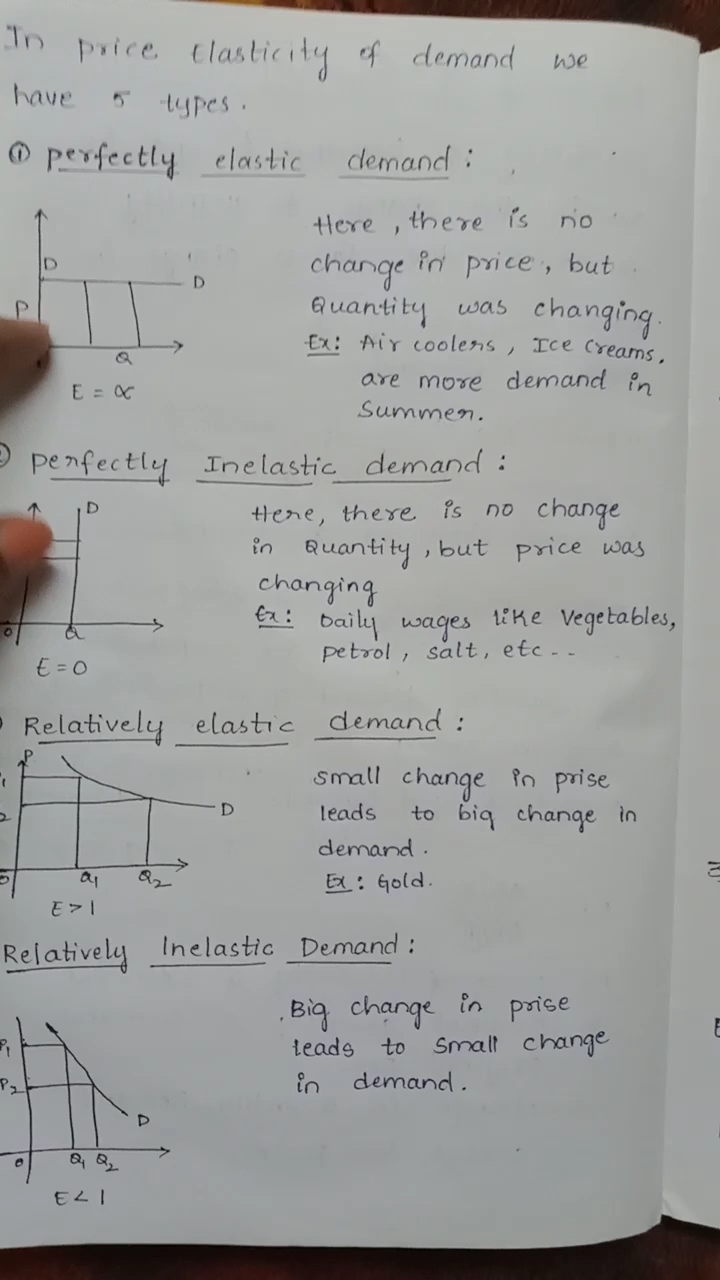 In price Elasticity of demand we
have 5 types.
① perfectly elastic demand :
Here, there is no
change in price, but
Quantity was changing.
Ex: Air coolers, Ice creams,
are more demand in
Summer.
D
D
P
Q
E = ∝
perfectly Inelastic demand :
Here, there is no change
in Quantity, but price was
changing
Ex: Daily wages like vegetables,
petrol, salt, etc--
D
0
Q
E=0
Relatively elastic demand :
small change in prise
leads to big change in
demand.
Ex: Gold.
P
D
Q1 Q2
E > 1
Relatively Inelastic Demand :
Big change in prise
leads to small change
in demand.
P1
P2
D
0
Q1 Q2
E < 1